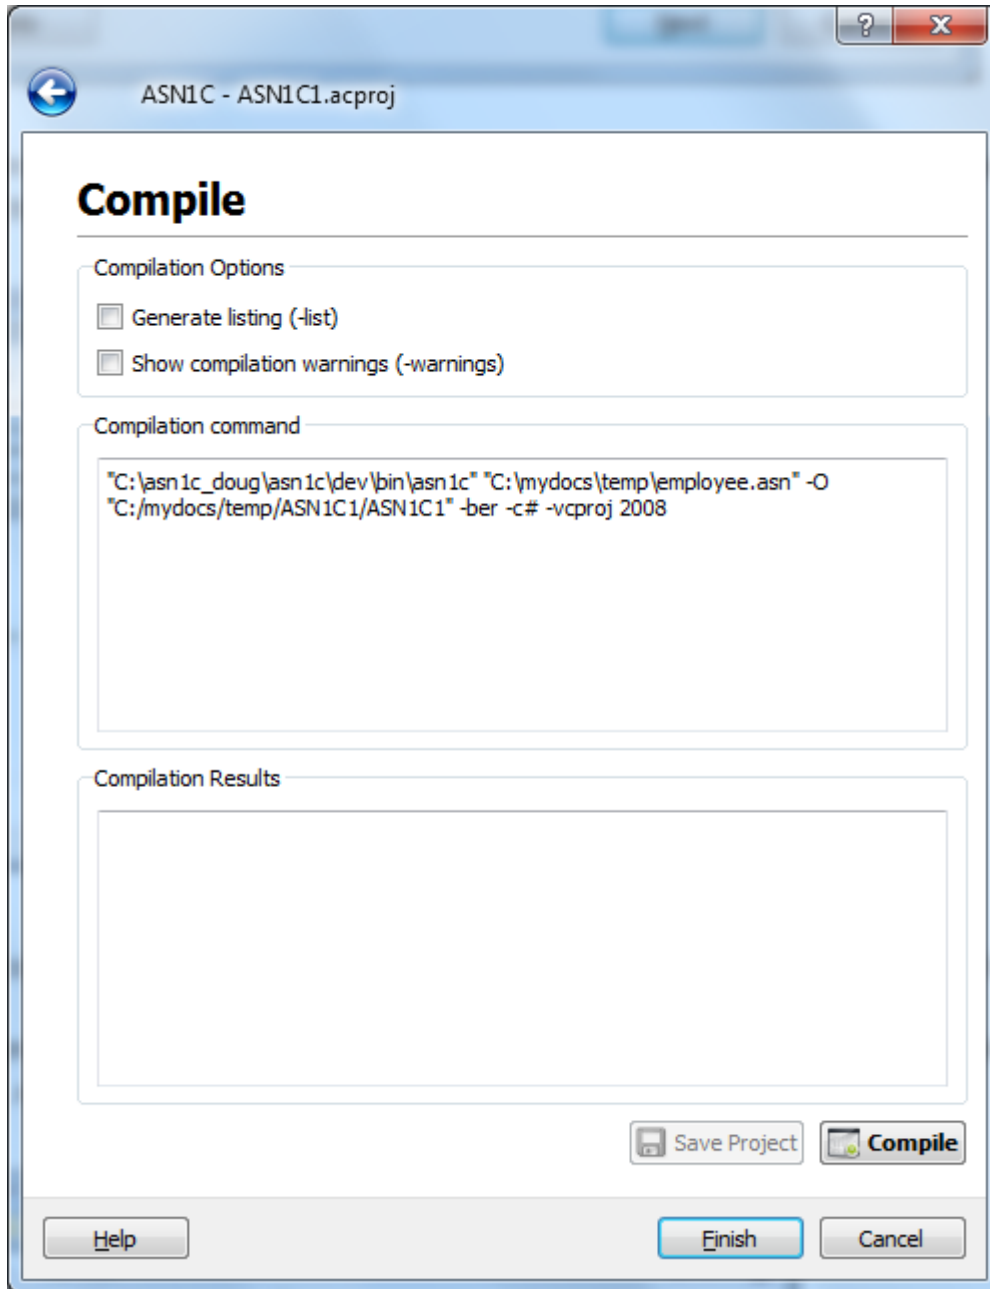 ?
X
ASN1C - ASN1C1.acproj
Compile
Compilation Options
Generate listing (-list)
Show compilation warnings (-warnings)
Compilation command
"C:\asn1c_doug\asn1c\dev\bin\asn1c" "C:\mydocs\temp\employee.asn" -O
"C:/mydocs/temp/ASN1C1/ASN1C1" -ber -c# -vcproj 2008
Compilation Results
Save Project
Compile
Help
Finish
Cancel